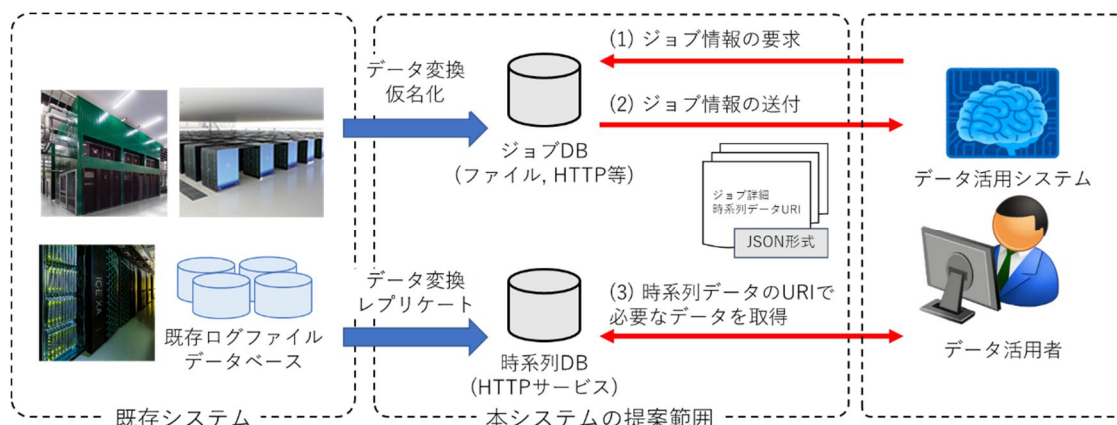 データ変換
仮名化
(1) ジョブ情報の要求
(2) ジョブ情報の送付
ジョブDB
(ファイル, HTTP等)
ジョブ詳細
時系列データURI
JSON形式
データ活用システム
ICE XA
既存ログファイル
データベース
データ変換
レプリケート
時系列DB
(HTTPサービス)
(3) 時系列データのURIで
必要なデータを取得
データ活用者
既存システム
本システムの提案範囲